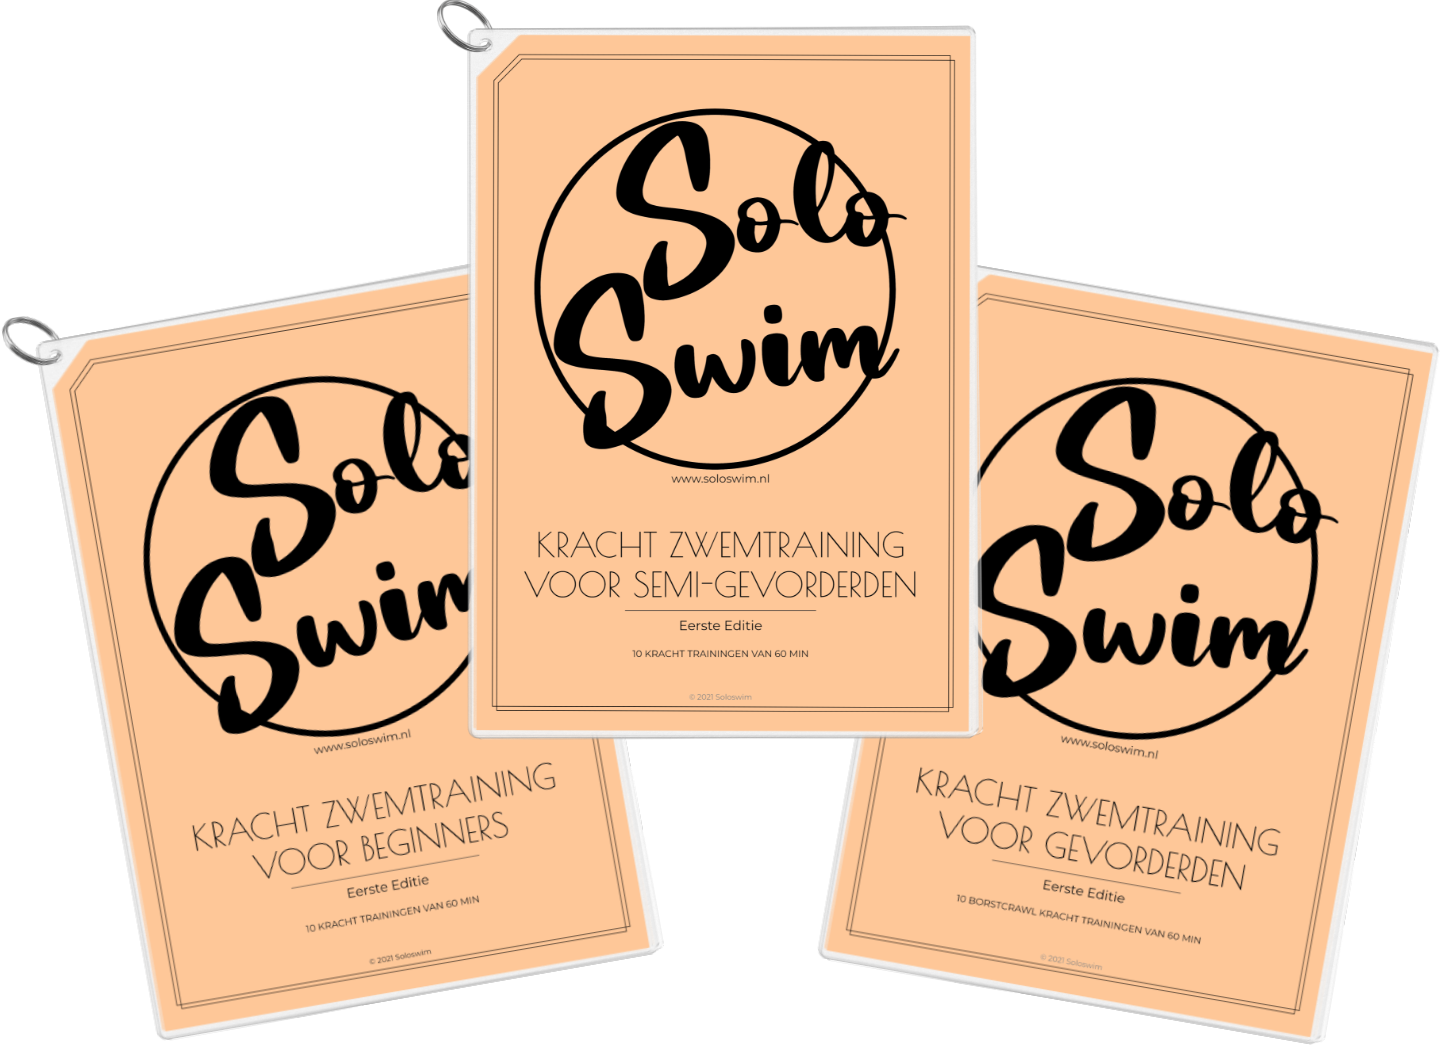 Solo
Swim
www.soloswim.nl
KRACHT ZWEMTRAINING
VOOR SEMI-GEVORDERDEN
Eerste Editie
10 KRACHT TRAININGEN VAN 60 MIN
© 2021 Soloswim
Solo
Swim
www.soloswim.nl
KRACHT ZWEMTRAINING
VOOR BEGINNERS
Eerste Editie
10 KRACHT TRAININGEN VAN 60 MIN
© 2021 Soloswim
Solo
Swim
www.soloswim.nl
KRACHT ZWEMTRAINING
VOOR GEVORDERDEN
Eerste Editie
10 BORSTCRAWL KRACHT TRAININGEN VAN 60 MIN
© 2021 Soloswim